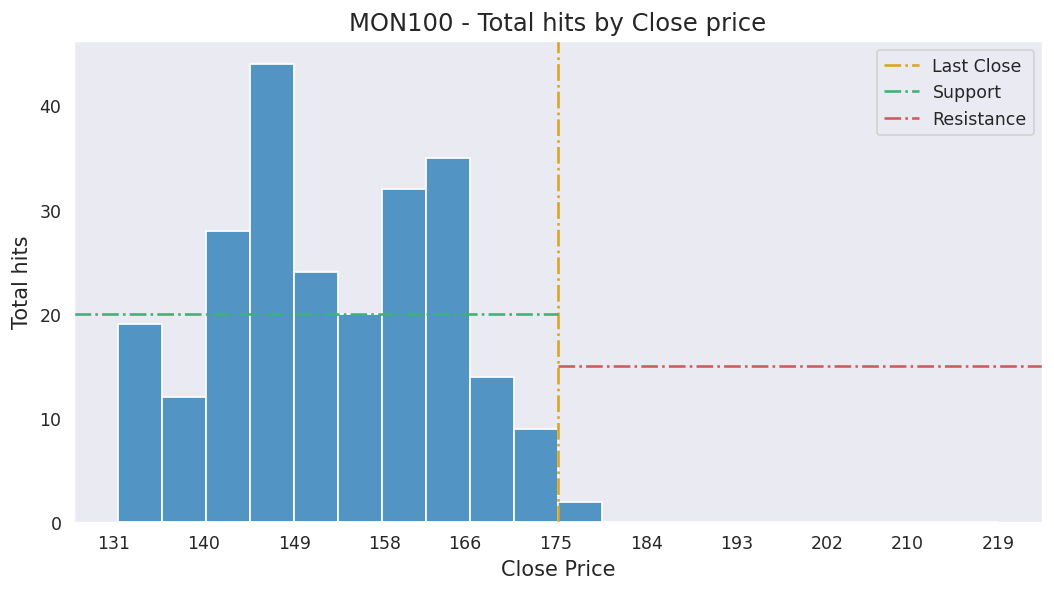 MON100 - Total hits by Close price
Last Close
Support
Resistance
Total hits
40
30
20
10
0
131 140 149 158 166 175 184 193 202 210 219
Close Price